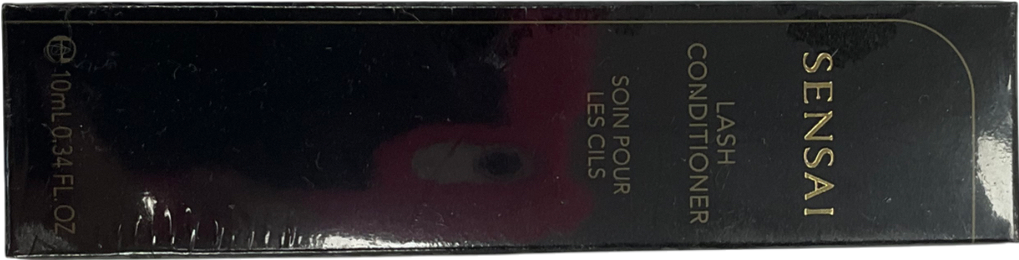 SENSAI
LASH
CONDITIONER
SOIN POUR
LES CILS
10mL 0.34 FL.OZ